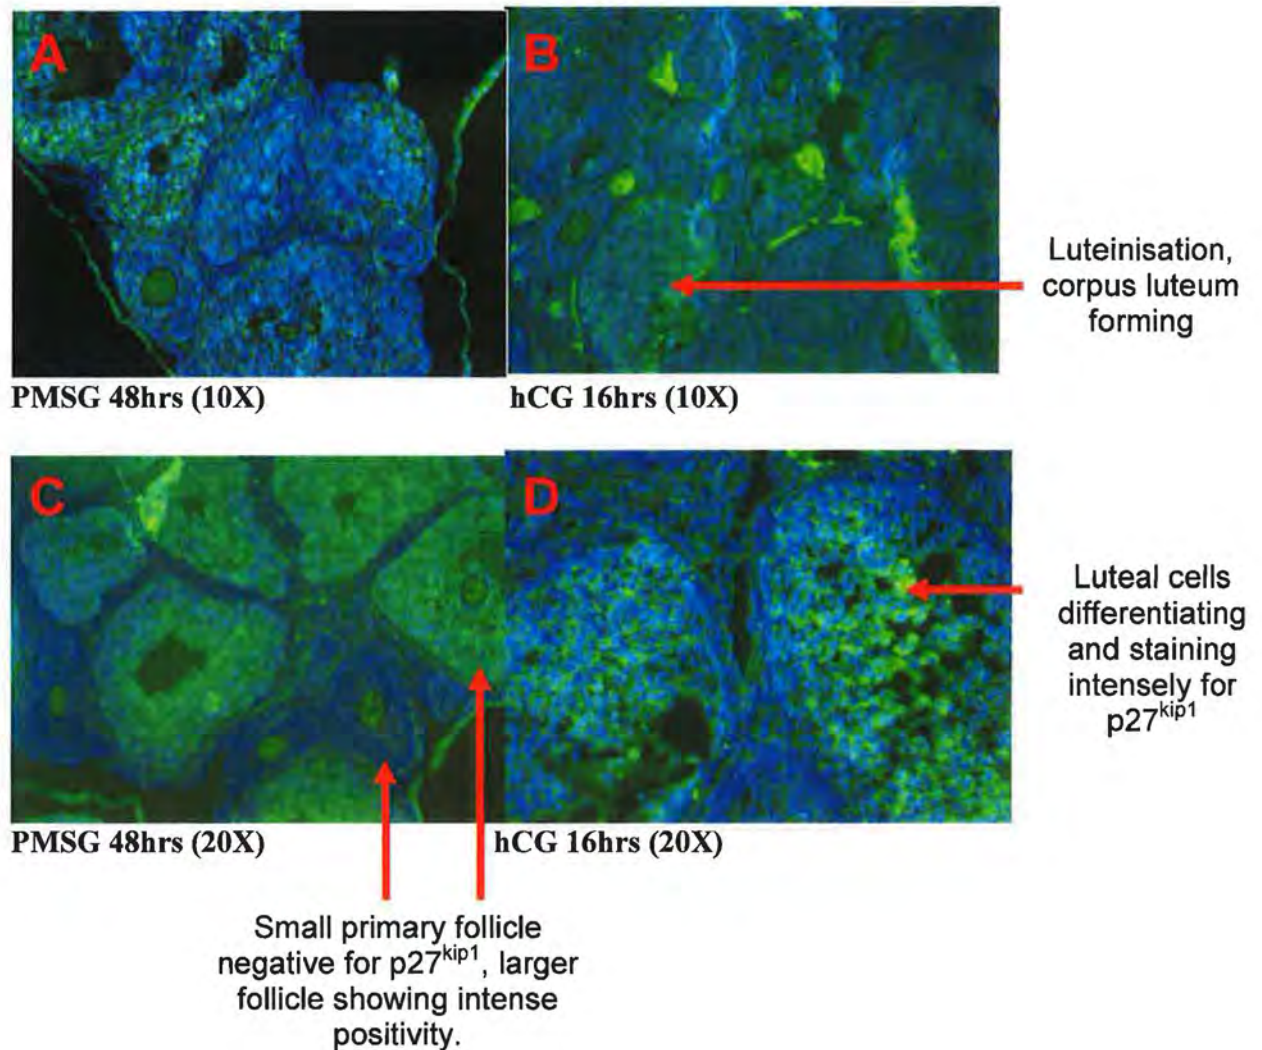 A
B
Luteinisation,
corpus luteum
forming
PMSG 48hrs (10X)
hCG 16hrs (10X)
C
D
Luteal cells
differentiating
and staining
intensely for
p27kip1
PMSG 48hrs (20X)
hCG 16hrs (20X)
Small primary follicle
negative for p27kip1, larger
follicle showing intense
positivity.